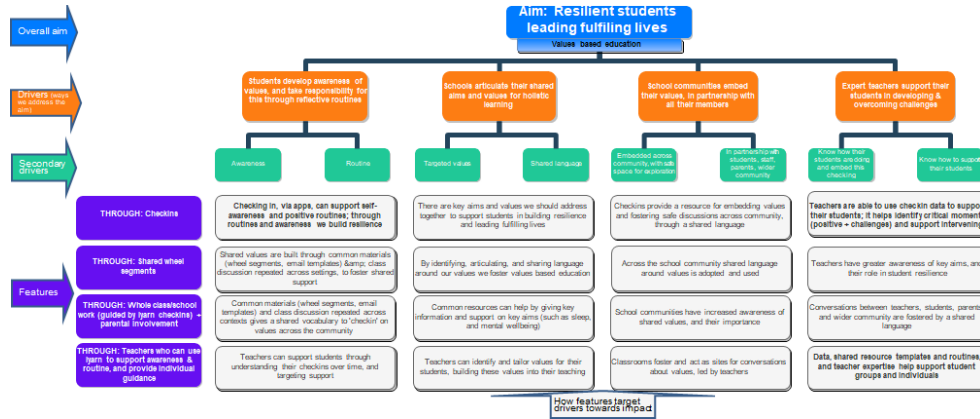 Aim: Resilient students
leading fulfiling lives
Values based education
Overall aim
Drivers (ways
we address the
aim)
Students develop awareness of
values, and take responsibility for
this through reflective routines
Schools articulate their shared
aims and values for holistic
learning
School communities embed
their values, in partnership with
all their members
Expert teachers support their
students in developing &
overcoming challenges
Secondary
drivers
Awareness
Routine
Targeted values
Shared language
Embedded across
community, with safe
space for exploration
In partnership with
students, staff,
parents, wider
community
Know how their
students are doing
and embed this
checking
Know how to support
their students
Features
THROUGH: Checkins
Checking in, via apps, can support self-
awareness and positive routines; through
routines and awareness we build resilience
There are key aims and values we should address
together to support students in building resilience
and leading fulfilling lives
Checkins provide a resource for embedding values
and fostering safe discussions across community,
through a shared language
Teachers are able to use checkin data to suppo
their students; it helps identify critical moment
(positive + challenges) and support intervening
THROUGH: Shared wheel
segments
Shared values are built through common materials
(wheel segments, email templates) &amp; class
discussion repeated across settings, to foster shared
support
By identifying, articulating, and sharing language
around our values we foster values based education
Across the school community shared language
around values is adopted and used
Teachers have greater awareness of key aims, and
their role in student resilience
THROUGH: Whole class/school
work (guided by lyarn checkins) +
parental involvement
Common materials (wheel segments, email
templates) and class discussion repeated across
contexts gives a shared vocabulary to 'checkin' on
values across the community
Common resources can help by giving key
information and support on key aims (such as sleep,
and mental wellbeing)
School communities have increased awareness of
shared values, and their importance
Conversations between teachers, students, parents
and wider community are fostered by a shared
language
THROUGH: Teachers who can use
lyarn to support awareness &
routine, and provide individual
guidance
Teachers can support students through
understanding their checkins over time, and
targeting support
Teachers can identify and tailor values for their
students, building these values into their teaching
Classrooms foster and act as sites for conversations
about values, led by teachers
Data, shared resource templates and routines,
and teacher expertise help support student
groups and individuals
How features target
drivers towards impact